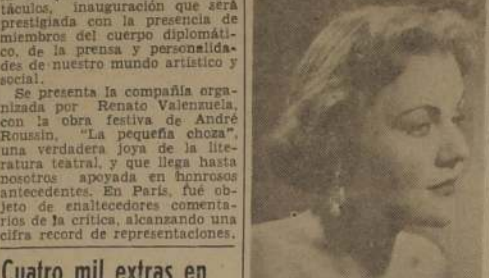 táculos, inauguración que será
prestigiada con la presencia de
miembros del cuerpo diplomáti-
co, de la prensa y personalida-
des de nuestro mundo artístico y
social.
Se presenta la compañía orga-
nizada por Renato Valenzuela,
con la obra festiva de André
Roussin, "La pequeña choza",
una verdadera joya de la lite-
ratura teatral, y que llega hasta
nosotros apoyada en honrosos
antecedentes. En París, fué ob-
jeto de enaltecedores comenta-
rios de la crítica, alcanzando una
cifra record de representaciones.
Cuatro mil extras en